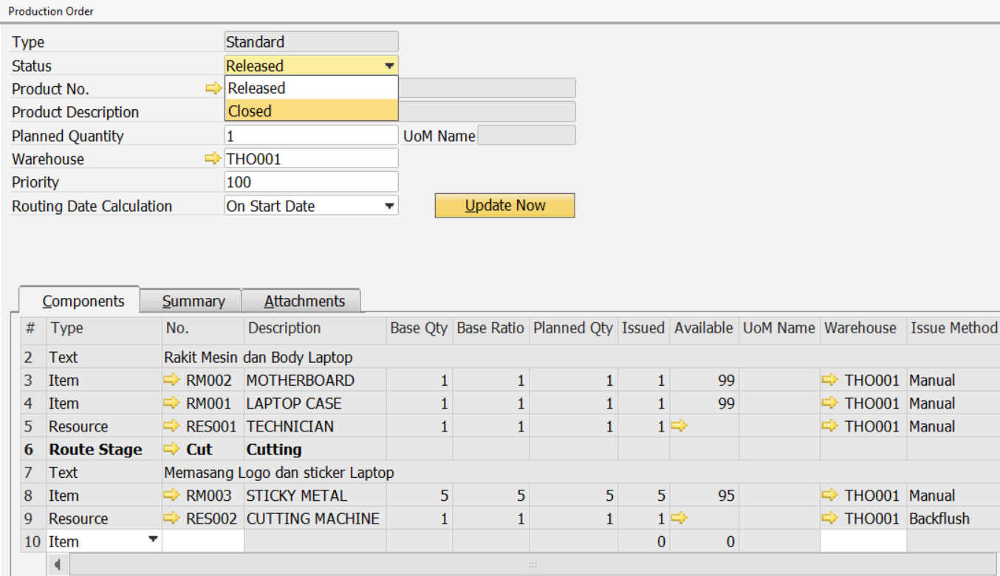 Production Order
Type Standard
Status Released
Product No. Released
Product Description Closed
Planned Quantity 1 UoM Name
Warehouse THO001
Priority 100
Routing Date Calculation On Start Date Update Now
Components Summary Attachments
# Type No. Description Base Qty Base Ratio Planned Qty Issued Available UoM Name Warehouse Issue Method
2 Text Rakit Mesin dan Body Laptop
3 Item RM002 MOTHERBOARD 1 1 1 1 99 THO001 Manual
4 Item RM001 LAPTOP CASE 1 1 1 1 99 THO001 Manual
5 Resource RES001 TECHNICIAN 1 1 1 1 THO001 Manual
6 Route Stage Cut Cutting
7 Text Memasang Logo dan sticker Laptop
8 Item RM003 STICKY METAL 5 5 5 5 95 THO001 Manual
9 Resource RES002 CUTTING MACHINE 1 1 1 1 THO001 Backflush
10 Item 0 0